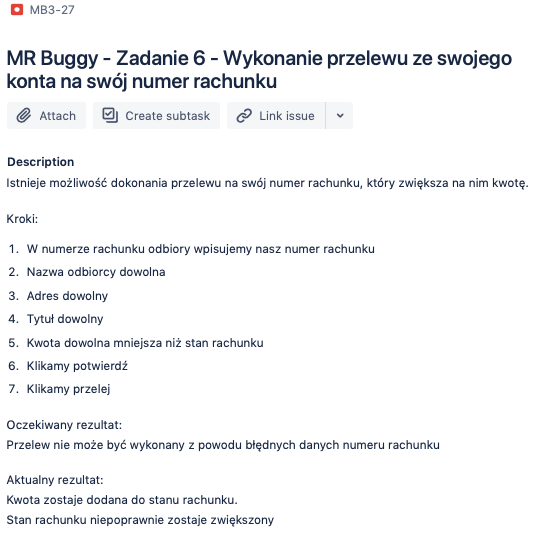 MB3-27
MR Buggy - Zadanie 6 - Wykonanie przelewu ze swojego
konta na swój numer rachunku
Attach
Create subtask
Link issue
Description
Istnieje możliwość dokonania przelewu na swój numer rachunku, który zwiększa na nim kwotę.
Kroki:
1. W numerze rachunku odbiory wpisujemy nasz numer rachunku
2. Nazwa odbiorcy dowolna
3. Adres dowolny
4. Tytuł dowolny
5. Kwota dowolna mniejsza niż stan rachunku
6. Klikamy potwierdź
7. Klikamy przelej
Oczekiwany rezultat:
Przelew nie może być wykonany z powodu błędnych danych numeru rachunku
Aktualny rezultat:
Kwota zostaje dodana do stanu rachunku.
Stan rachunku niepoprawnie zostaje zwiększony